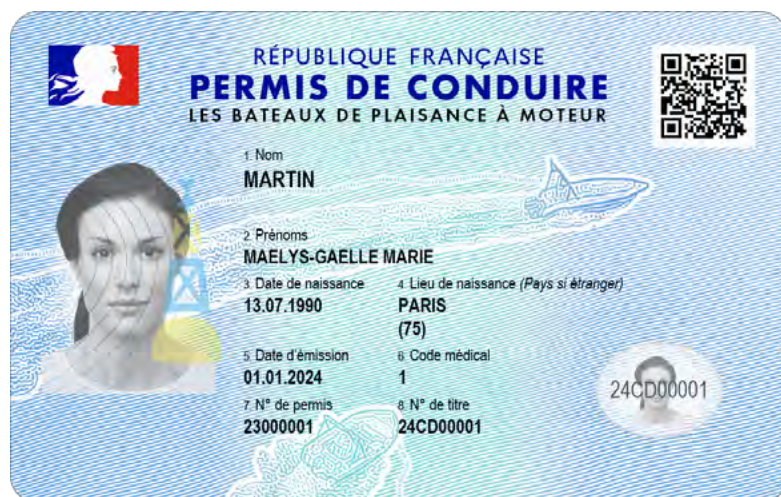 RÉPUBLIQUE FRANÇAISE
PERMIS DE CONDUIRE
LES BATEAUX DE PLAISANCE À MOTEUR
1. Nom
MARTIN
2. Prénoms
MAELYS-GAELLE MARIE
3. Date de naissance 4. Lieu de naissance (Pays si étranger)
13.07.1990 PARIS
(75)
5. Date d'émission 6. Code médical
01.01.2024 1
7. N° de permis 8. N° de titre
23000001 24CD00001
24CD00001